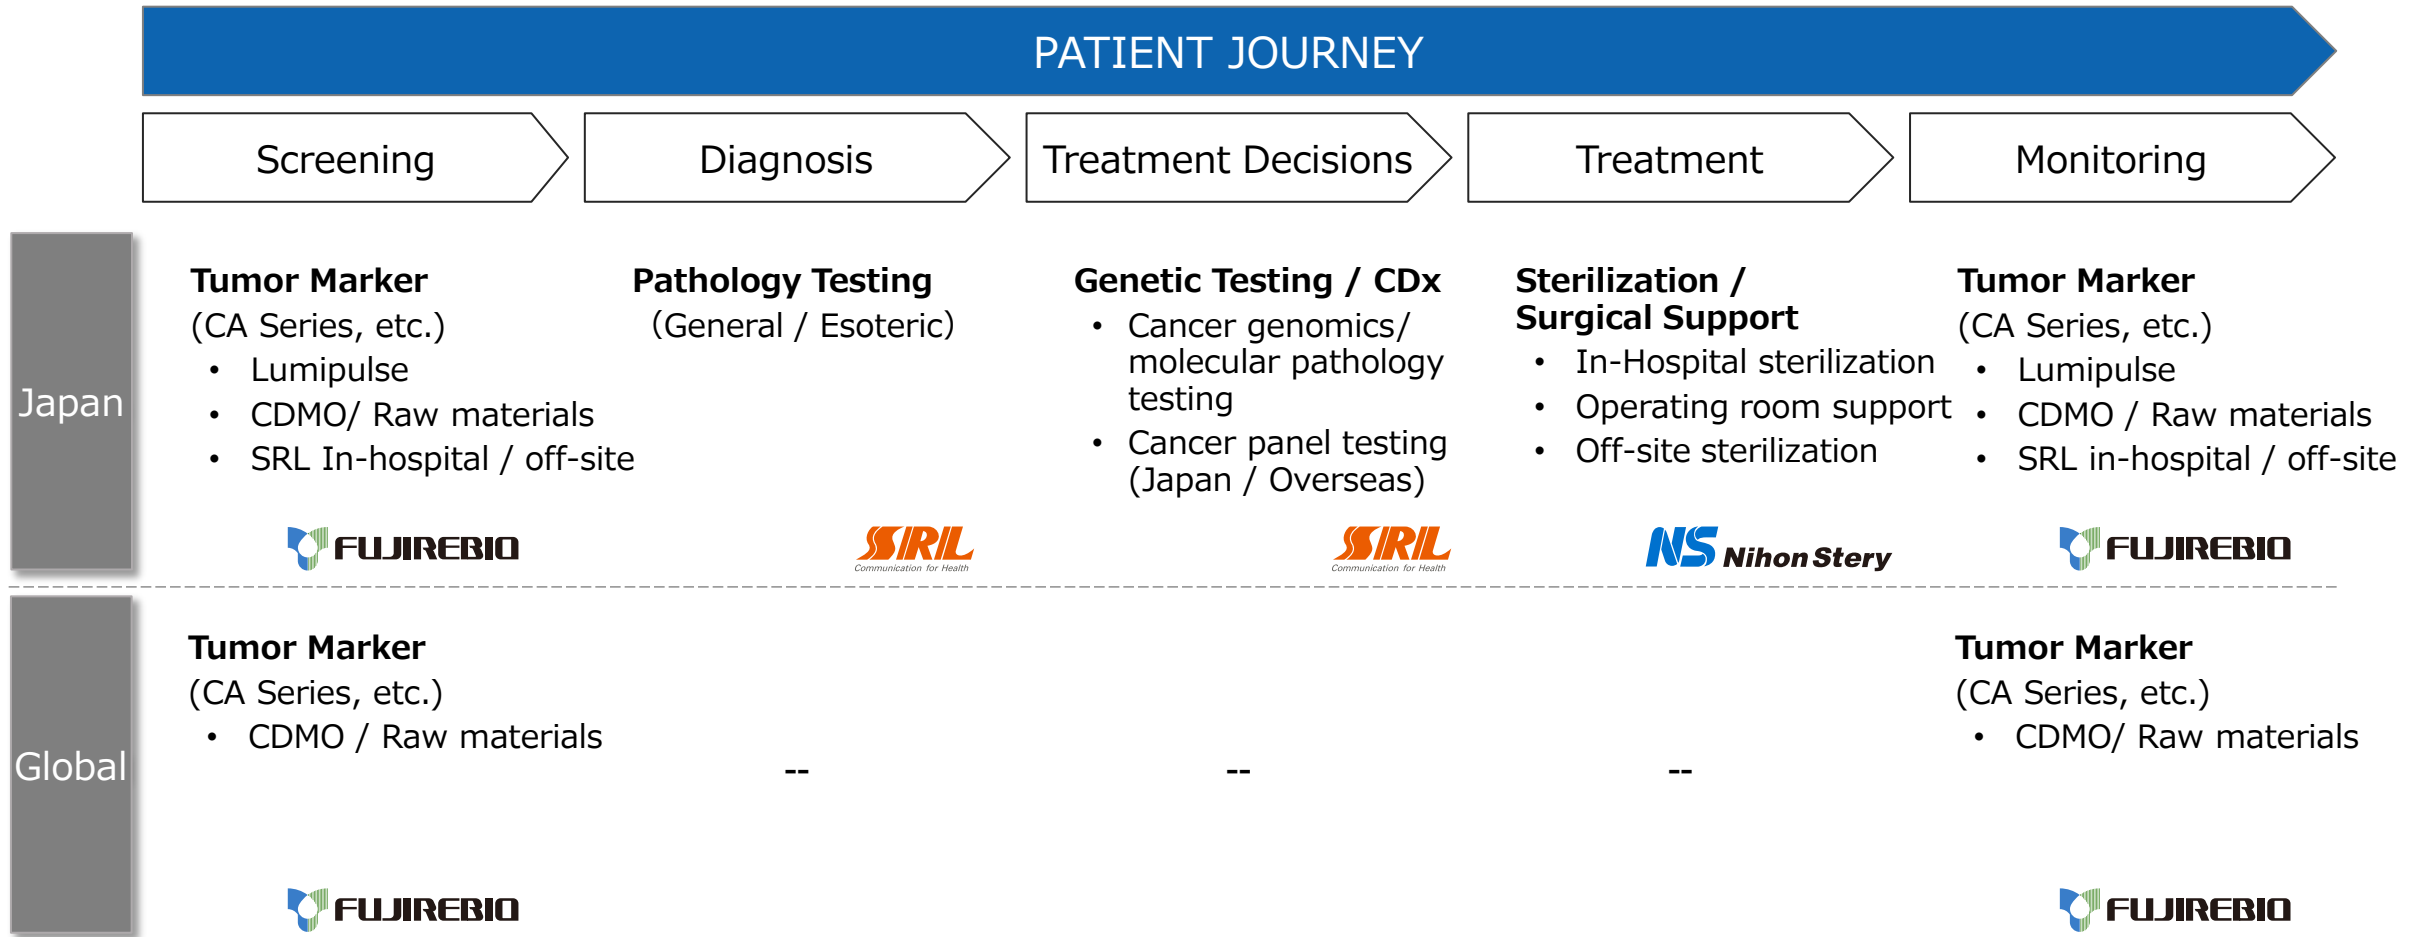 PATIENT JOURNEY
Screening
Diagnosis
Treatment Decisions
Treatment
Monitoring
Japan
Tumor Marker
(CA Series, etc.)
• Lumipulse
• CDMO/ Raw materials
• SRL In-hospital / off-site
FUJIREBIO
Pathology Testing
（General / Esoteric）
SRL
Communication for Health
Genetic Testing / CDx
• Cancer genomics/
molecular pathology
testing
• Cancer panel testing
(Japan / Overseas)
SRL
Communication for Health
Sterilization /
Surgical Support
• In-Hospital sterilization
• Operating room support
• Off-site sterilization
NS Nihon Stery
Tumor Marker
(CA Series, etc.)
• Lumipulse
• CDMO / Raw materials
• SRL in-hospital / off-site
FUJIREBIO
Global
Tumor Marker
(CA Series, etc.)
• CDMO / Raw materials
FUJIREBIO
--
--
--
Tumor Marker
(CA Series, etc.)
• CDMO/ Raw materials
FUJIREBIO